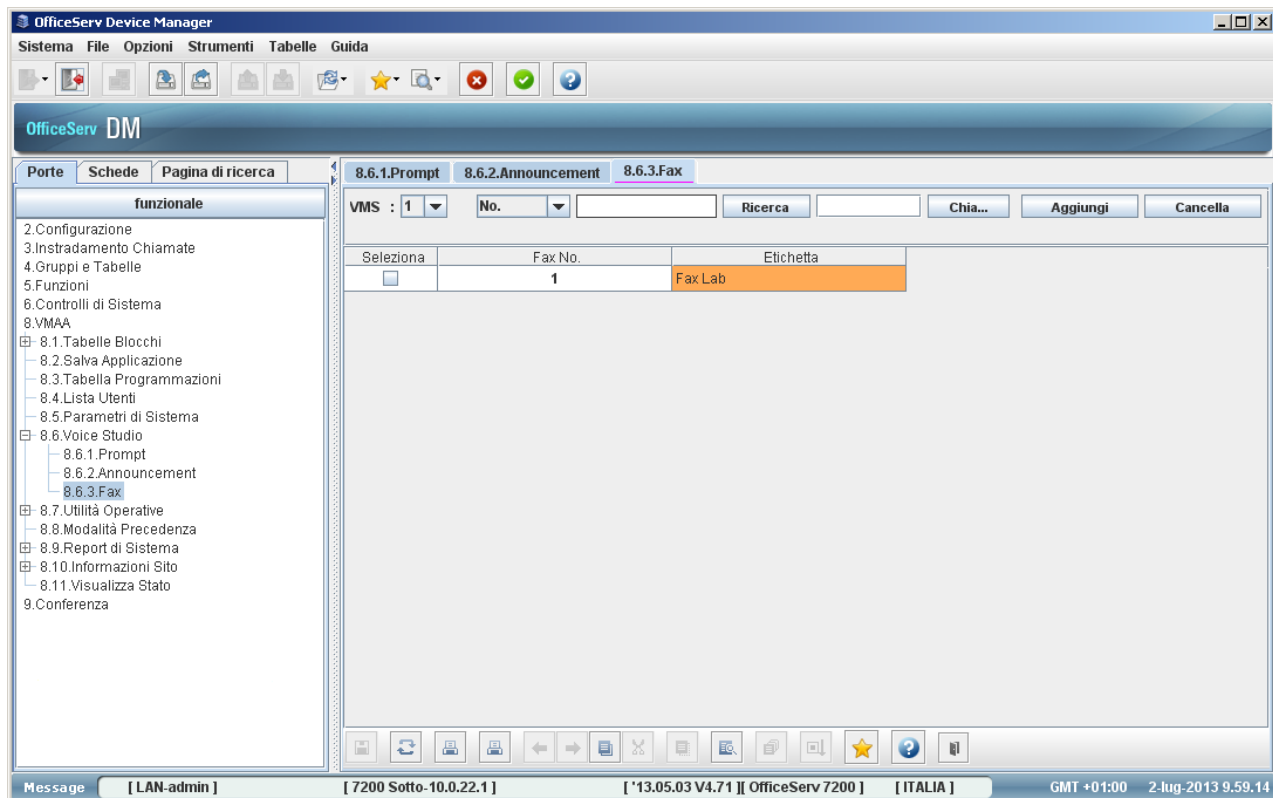 OfficeServ Device Manager
Sistema File Opzioni Strumenti Tabelle Guida
OfficeServ DM
Porte Schede Pagina di ricerca
funzionale
2.Configurazione
3.Instradamento Chiamate
4.Gruppi e Tabelle
5.Funzioni
6.Controlli di Sistema
8.VMAA
8.1.Tabelle Blocchi
8.2.Salva Applicazione
8.3.Tabella Programmazioni
8.4.Lista Utenti
8.5.Parametri di Sistema
8.6.Voice Studio
8.6.1.Prompt
8.6.2.Announcement
8.6.3.Fax
8.7.Utilità Operative
8.8.Modalità Precedenza
8.9.Report di Sistema
8.10.Informazioni Sito
8.11.Visualizza Stato
9.Conferenza
8.6.1.Prompt 8.6.2.Announcement 8.6.3.Fax
VMS : 1 No. Ricerca Chia... Aggiungi Cancella
Seleziona Fax No. Etichetta
1 Fax Lab
Message [ LAN-admin ] [ 7200 Sotto-10.0.22.1 ] [ '13.05.03 V4.71 ][ OfficeServ 7200 ] [ ITALIA ] GMT +01:00 2-lug-2013 9.59.14